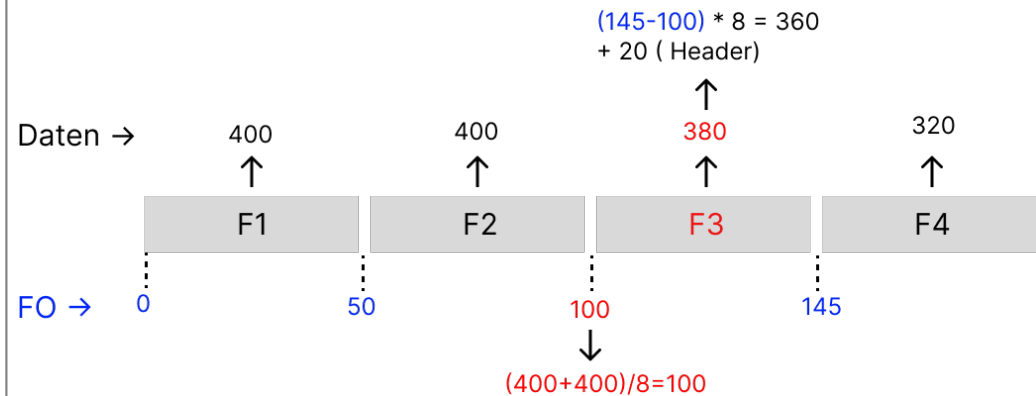 (145-100) * 8 = 360
+ 20 ( Header)
Daten → 400 400 380 320
F1 F2 F3 F4
FO → 0 50 100 145
(400+400)/8=100